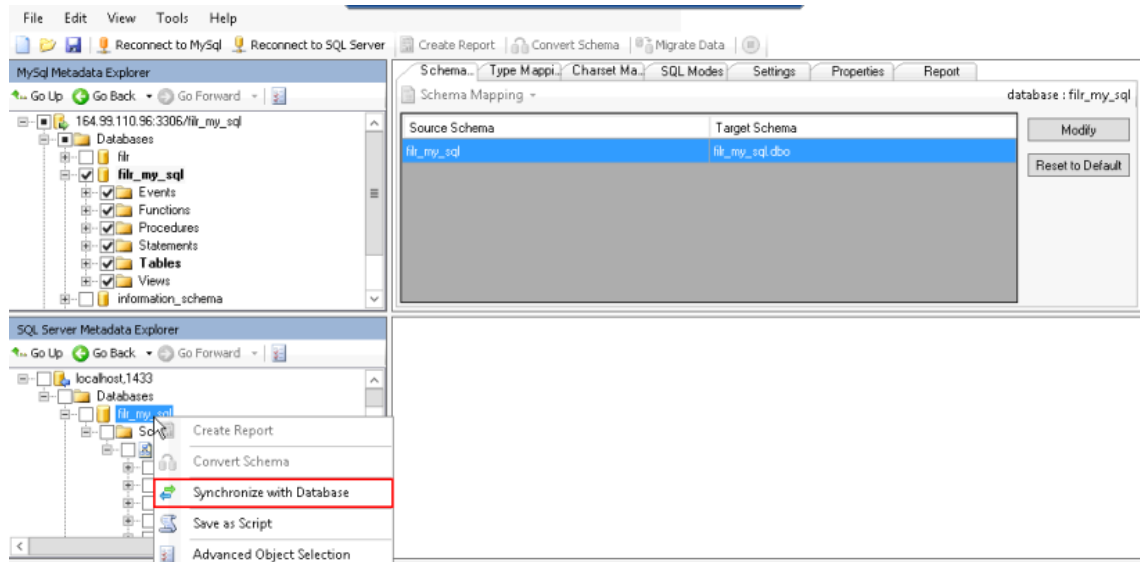 File Edit View Tools Help
Reconnect to MySql Reconnect to SQL Server Create Report Convert Schema Migrate Data
MySql Metadata Explorer
Go Up Go Back Go Forward
164.99.110.96:3306/filr_my_sql
Databases
filr
filr_my_sql
Events
Functions
Procedures
Statements
Tables
Views
information_schema
Schema... Type Mappi... Charset Ma... SQL Modes Settings Properties Report
Schema Mapping database : filr_my_sql
Source Schema Target Schema
filr_my_sql filr_my_sql.dbo
Modify
Reset to Default
SQL Server Metadata Explorer
Go Up Go Back Go Forward
localhost,1433
Databases
filr_my_sql
Create Report
Convert Schema
Synchronize with Database
Save as Script
Advanced Object Selection